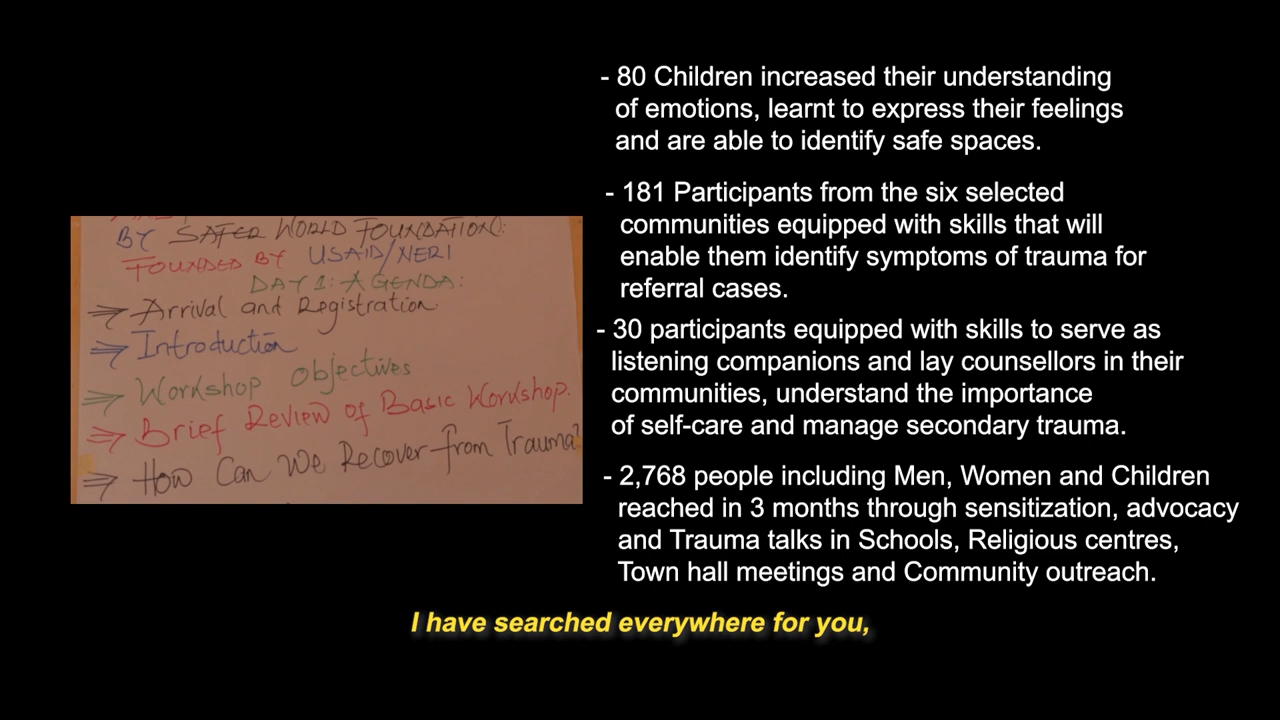 BY SAFER WORLD FOUNDATION:
FOUNDED BY USAID/NERI
DAY 1: AGENDA:
⇒ Arrival and Registration
⇒ Introduction
⇒ Workshop Objectives
⇒ Brief Review of Basic Workshop.
⇒ How Can We Recover from Trauma?
- 80 Children increased their understanding
of emotions, learnt to express their feelings
and are able to identify safe spaces.
- 181 Participants from the six selected
communities equipped with skills that will
enable them identify symptoms of trauma for
referral cases.
- 30 participants equipped with skills to serve as
listening companions and lay counsellors in their
communities, understand the importance
of self-care and manage secondary trauma.
- 2,768 people including Men, Women and Children
reached in 3 months through sensitization, advocacy
and Trauma talks in Schools, Religious centres,
Town hall meetings and Community outreach.
I have searched everywhere for you,